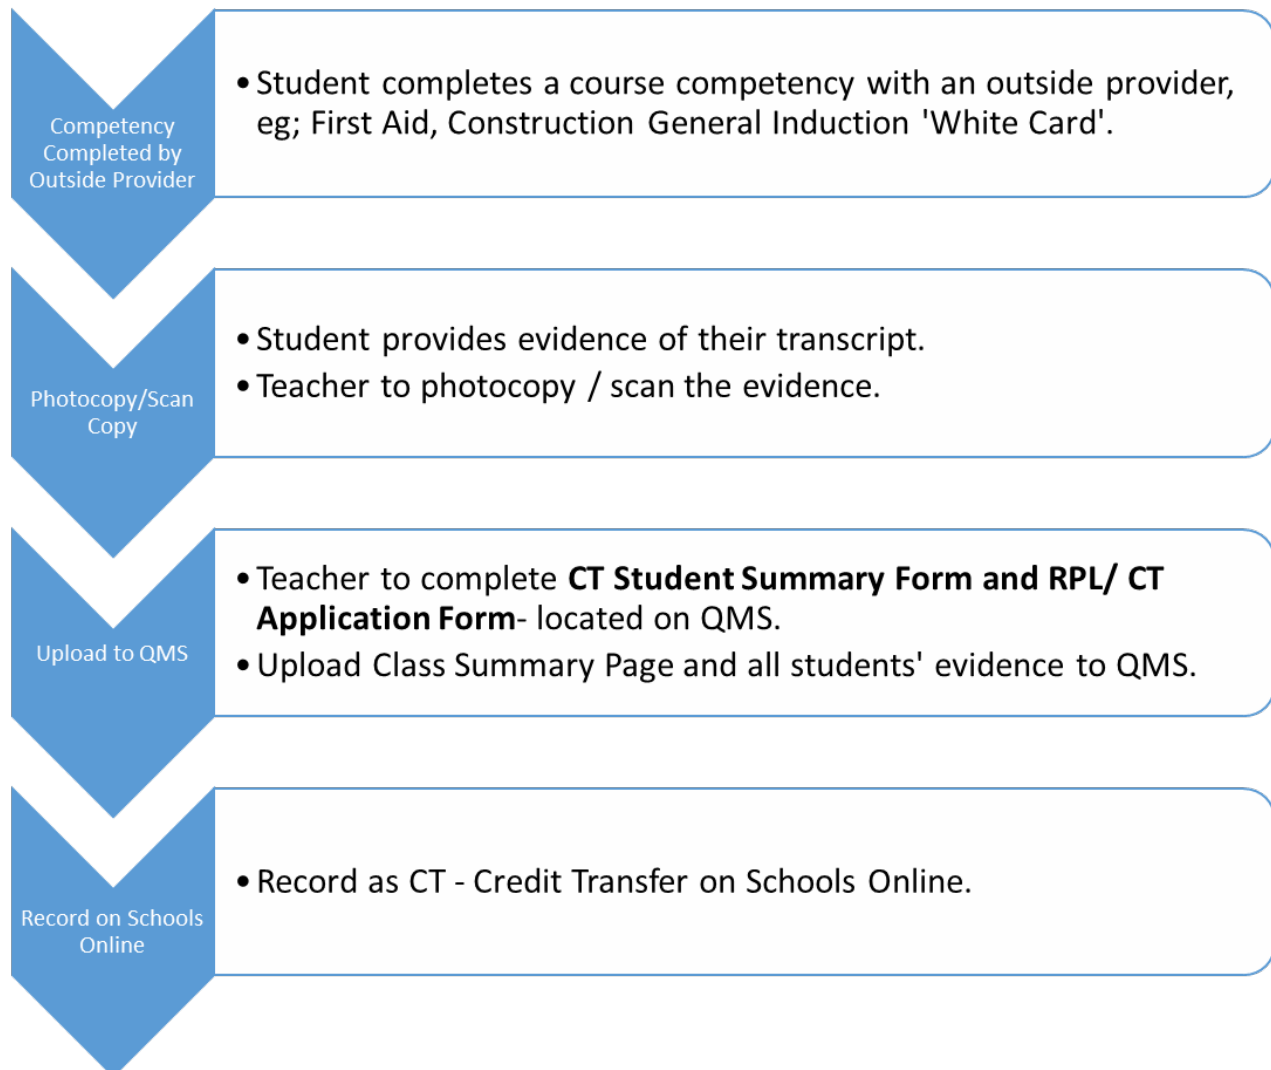 Competency
Completed by
Outside Provider
• Student completes a course competency with an outside provider,
eg; First Aid, Construction General Induction 'White Card'.
Photocopy/Scan
Copy
• Student provides evidence of their transcript.
• Teacher to photocopy / scan the evidence.
Upload to QMS
• Teacher to complete CT Student Summary Form and RPL/ CT
Application Form- located on QMS.
• Upload Class Summary Page and all students' evidence to QMS.
Record on Schools
Online
• Record as CT - Credit Transfer on Schools Online.